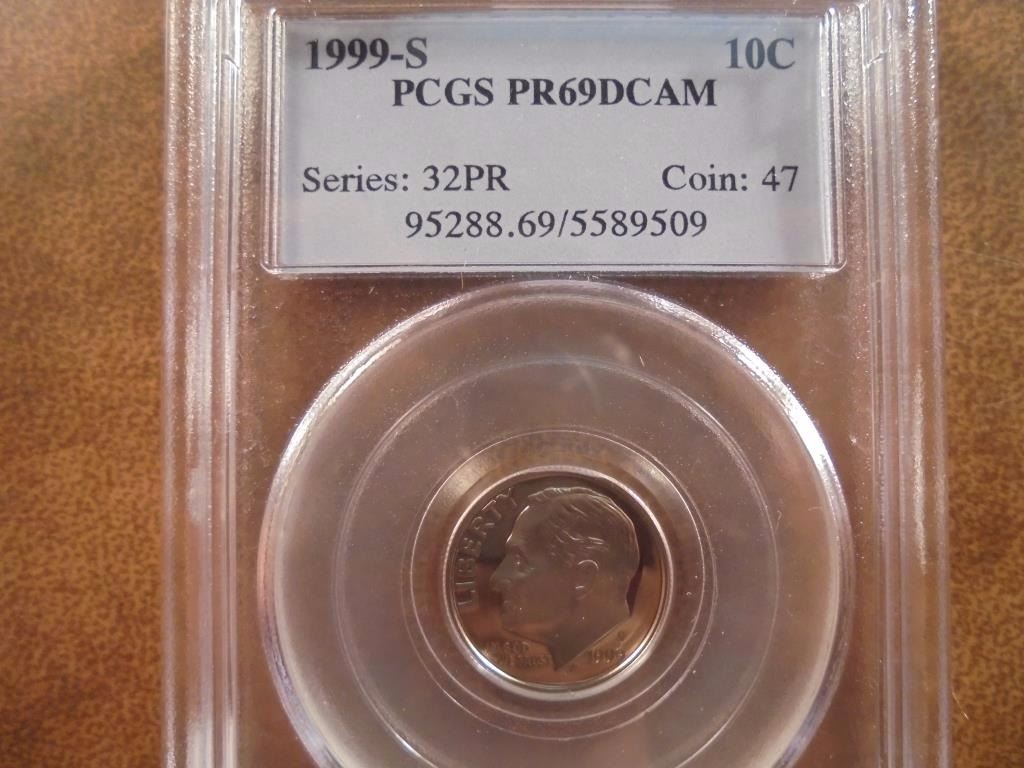 1999-S 10C
PCGS PR69DCAM
Series: 32PR Coin: 47
95288.69/5589509
LIBERTY